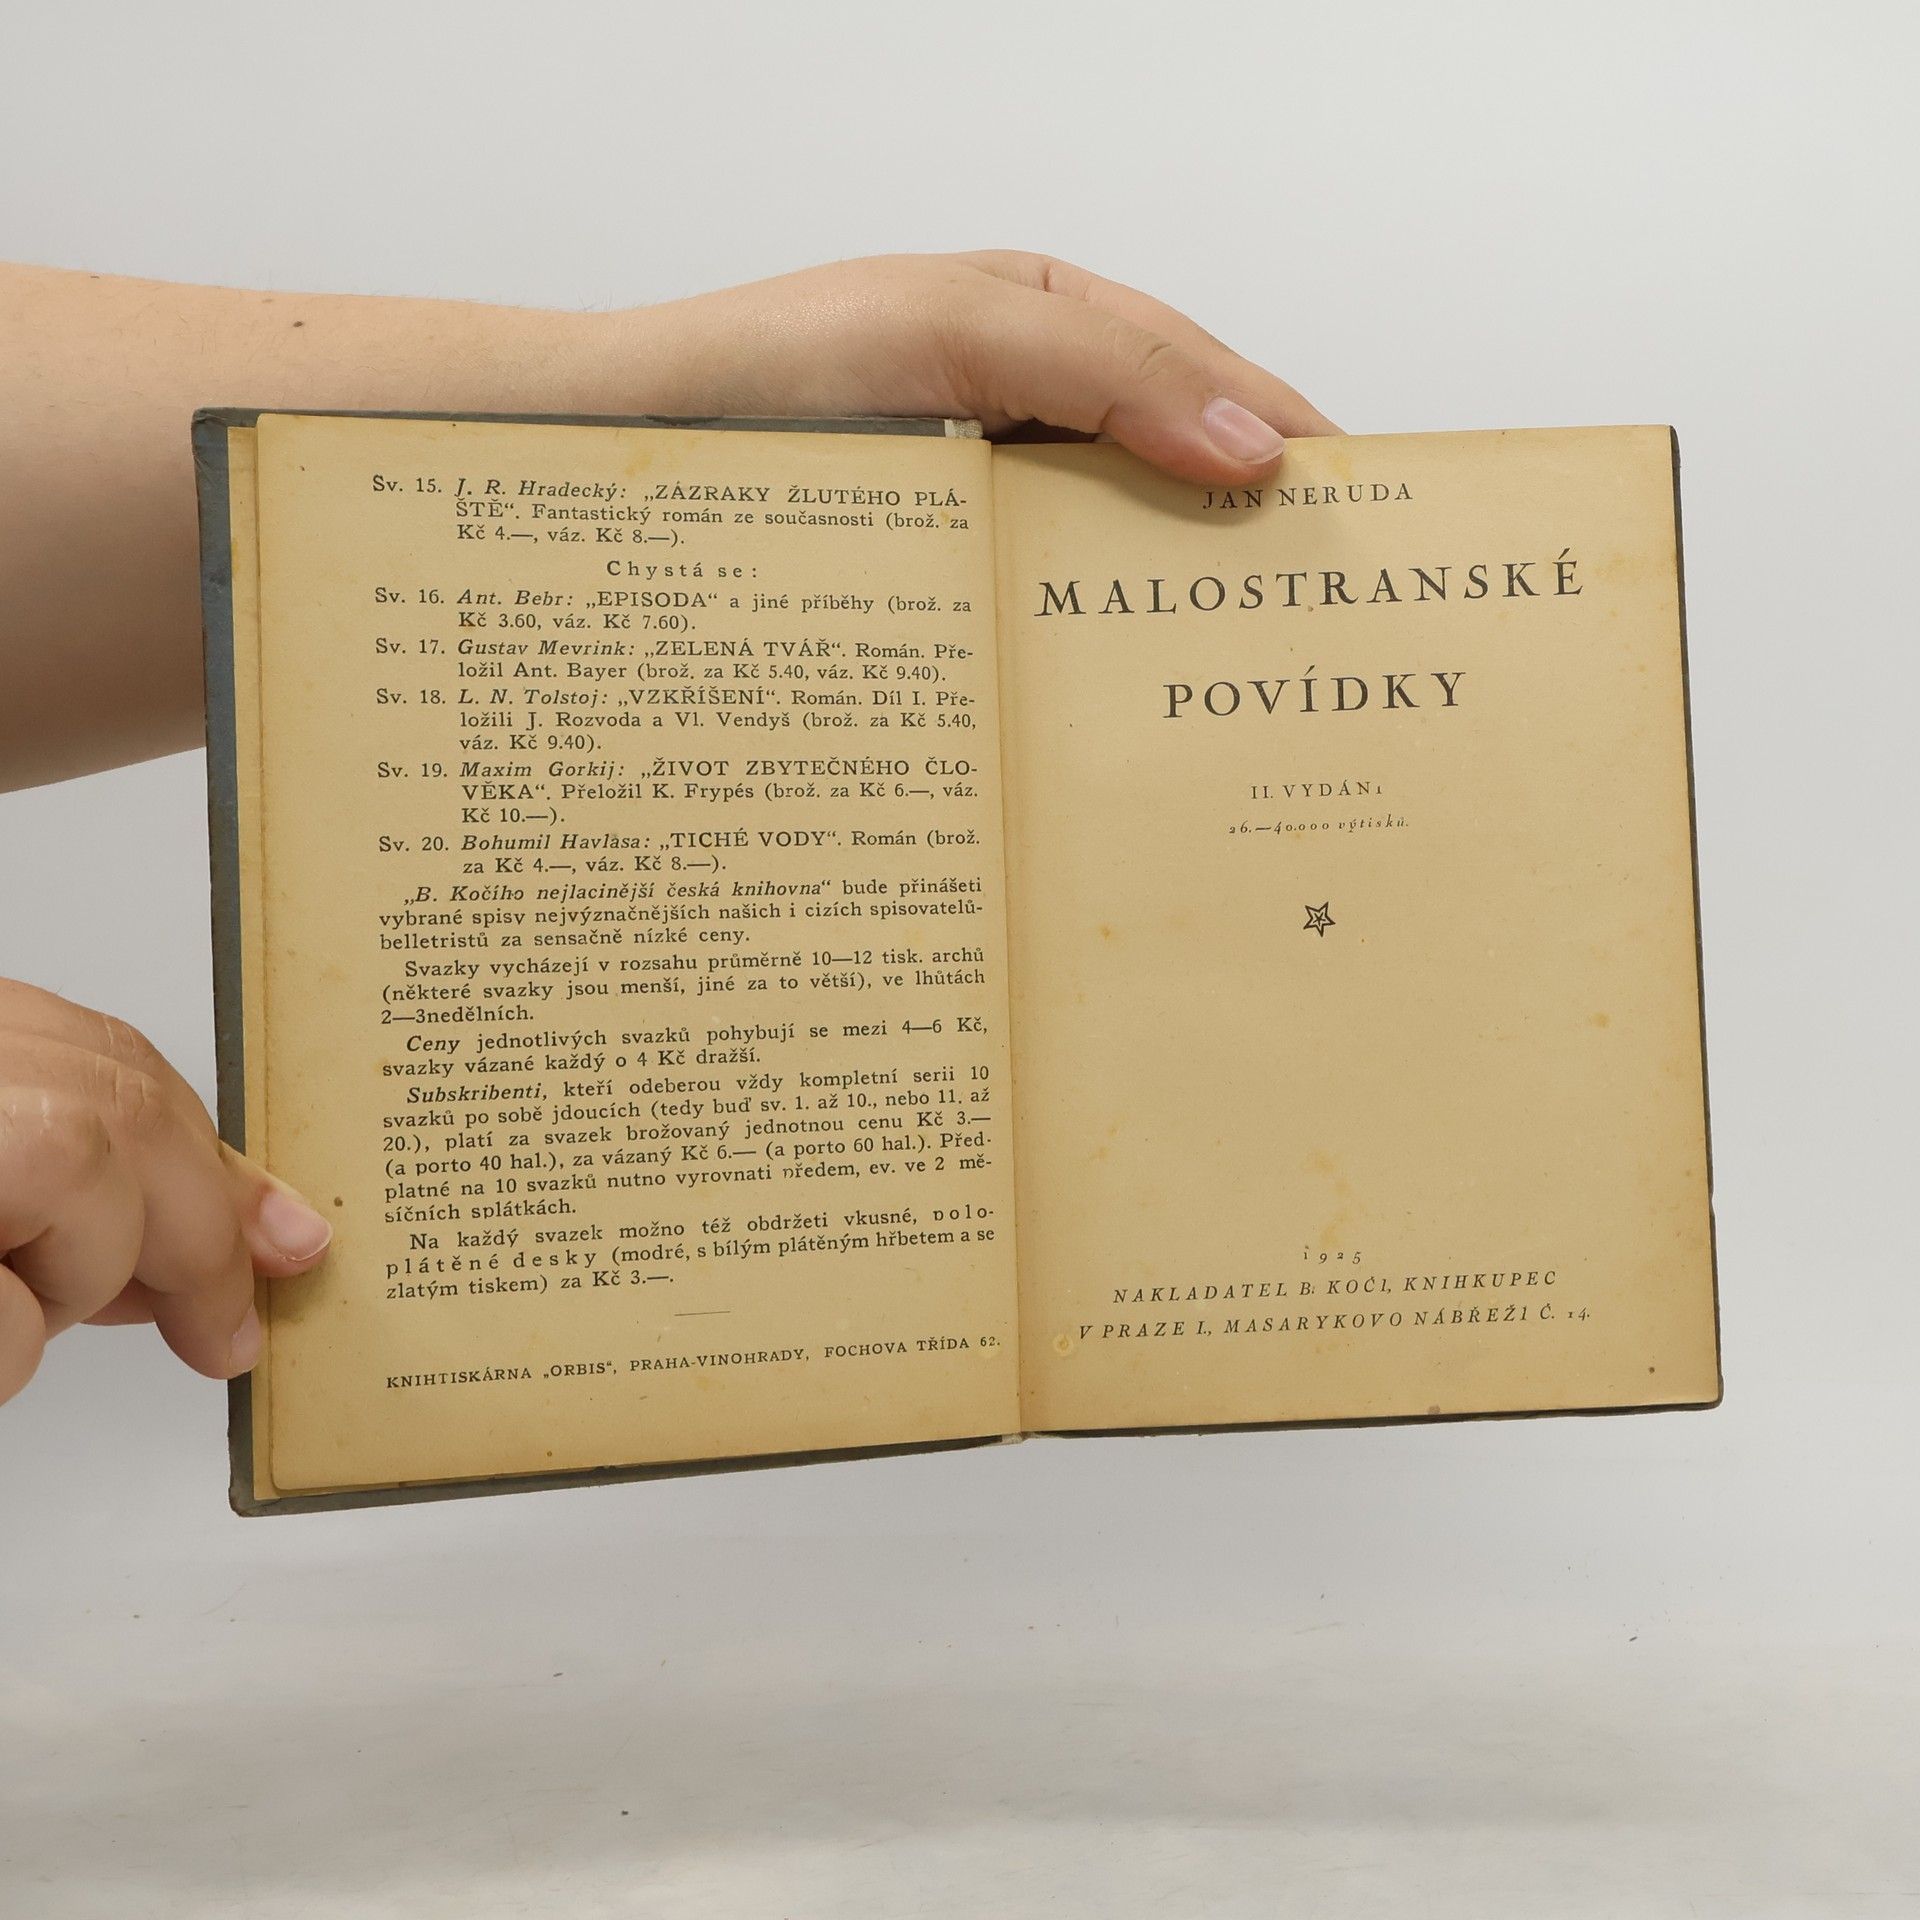 Sv. 15. J. R. Hradecký: „ZÁZRAKY ŽLUTÉHO PLÁ-
ŠTĚ“. Fantastický román ze současnosti (brož. za
Kč 4.—, váz. Kč 8.—).
Chystá se:
Sv. 16. Ant. Bebr: „EPISODA“ a jiné příběhy (brož. za
Kč 3.60, váz. Kč 7.60).
Sv. 17. Gustav Mevrink: „ZELENÁ TVÁŘ“. Román. Pře-
ložil Ant. Bayer (brož. za Kč 5.40, váz. Kč 9.40).
Sv. 18. L. N. Tolstoj: „VZKŘÍŠENÍ“. Román. Díl I. Pře-
ložili J. Rozvoda a Vl. Vendyš (brož. za Kč 5.40,
váz. Kč 9.40).
Sv. 19. Maxim Gorkij: „ŽIVOT ZBYTEČNÉHO ČLO-
VĚKA“. Přeložil K. Frypés (brož. za Kč 6.—, váz.
Kč 10.—).
Sv. 20. Bohumil Havlasa: „TICHÉ VODY“. Román (brož.
za Kč 4.—, váz. Kč 8.—).
„B. Kočího nejlacinější česká knihovna“ bude přinášeti
vybrané spisy nejvýznačnějších našich i cizích spisovatelů-
belletristů za sensačně nízké ceny.
Svazky vycházejí v rozsahu průměrně 10—12 tisk. archů
(některé svazky jsou menší, jiné za to větší), ve lhůtách
2—3nedělních.
Ceny jednotlivých svazků pohybují se mezi 4—6 Kč,
svazky vázané každý o 4 Kč dražší.
Subskribenti, kteří odeberou vždy kompletní serii 10
svazků po sobě jdoucích (tedy buď sv. 1. až 10., nebo 11. až
20.), platí za svazek brožovaný jednotnou cenu Kč 3.—
(a porto 40 hal.), za vázaný Kč 6.— (a porto 60 hal.). Před-
platné na 10 svazků nutno vyrovnati předem, ev. ve 2 mě-
síčních splátkách.
Na každý svazek možno též obdržeti vkusné, polo-
plátěné desky (modré, s bílým plátěným hřbetem a se
zlatým tiskem) za Kč 3.—.
KNIHTISKÁRNA „ORBIS“, PRAHA-VINOHRADY, FOCHOVA TŘÍDA 62.
JAN NERUDA
MALOSTRANSKÉ
POVÍDKY
II. VYDÁNÍ
26.—40.000 výtisků.
1925
NAKLADATEL B. KOČÍ, KNIHKUPEC
V PRAZE I., MASARYKOVO NÁBŘEŽÍ Č. 14.